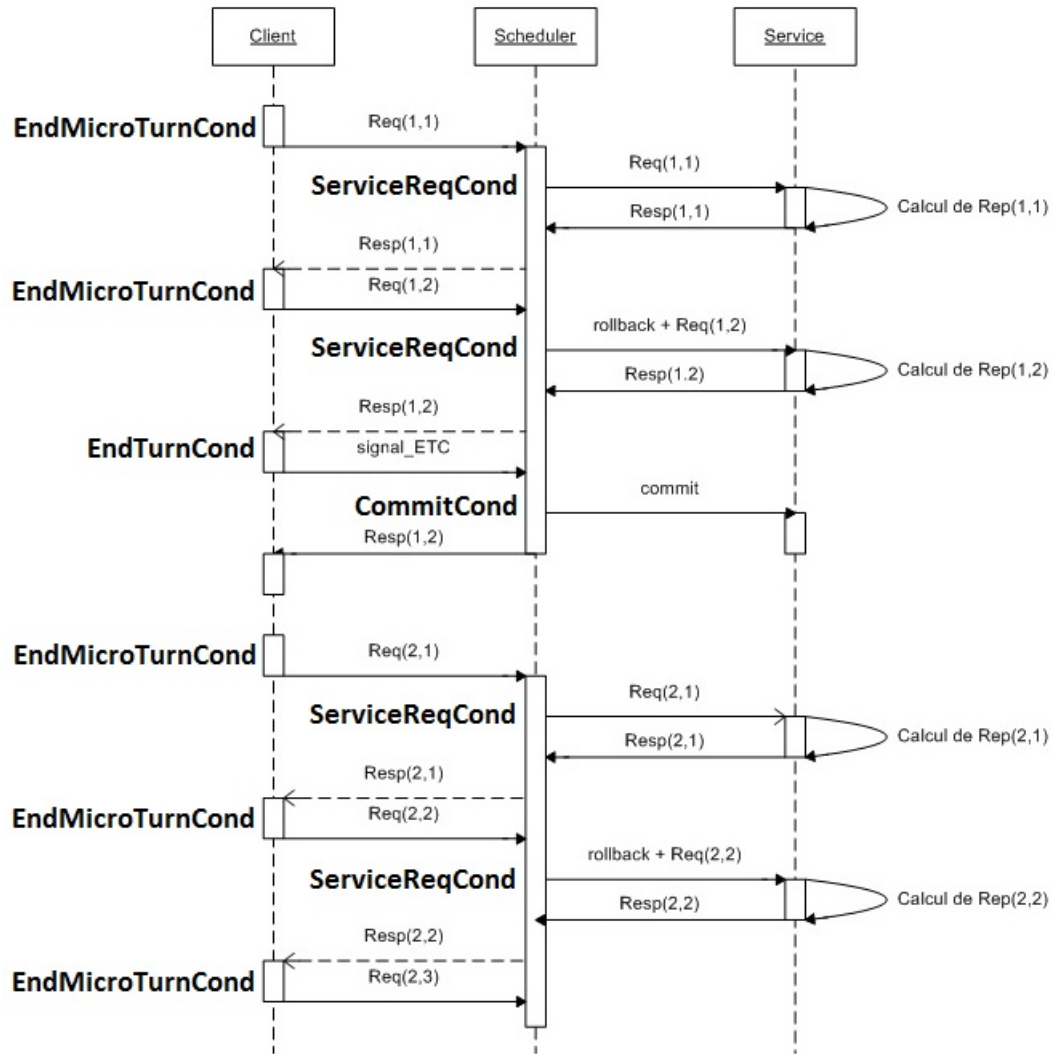 Client
Scheduler
Service
EndMicroTurnCond
Req(1,1)
ServiceReqCond
Req(1,1)
Resp(1,1)
Calcul de Rep(1,1)
Resp(1,1)
EndMicroTurnCond
Req(1,2)
ServiceReqCond
rollback + Req(1,2)
Resp(1.2)
Calcul de Rep(1,2)
Resp(1,2)
EndTurnCond
signal_ETC
CommitCond
commit
Resp(1,2)
EndMicroTurnCond
Req(2,1)
ServiceReqCond
Req(2,1)
Resp(2,1)
Calcul de Rep(2,1)
Resp(2,1)
EndMicroTurnCond
Req(2,2)
ServiceReqCond
rollback + Req(2,2)
Resp(2,2)
Calcul de Rep(2,2)
Resp(2,2)
EndMicroTurnCond
Req(2,3)